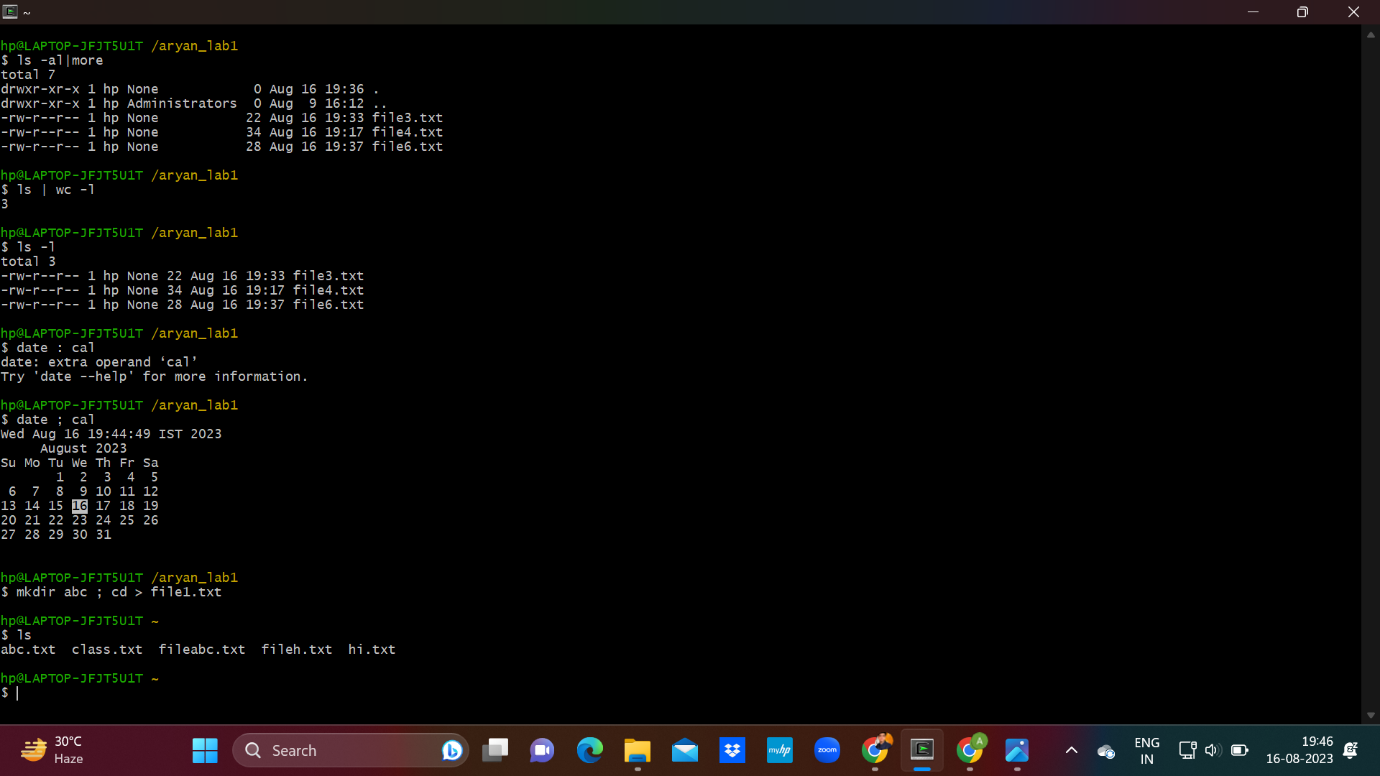 ~
hp@LAPTOP-JFJT5U1T /aryan_lab1
$ ls -al|more
total 7
drwxr-xr-x 1 hp None            0 Aug 16 19:36 .
drwxr-xr-x 1 hp Administrators  0 Aug  9 16:12 ..
-rw-r--r-- 1 hp None           22 Aug 16 19:33 file3.txt
-rw-r--r-- 1 hp None           34 Aug 16 19:17 file4.txt
-rw-r--r-- 1 hp None           28 Aug 16 19:37 file6.txt
hp@LAPTOP-JFJT5U1T /aryan_lab1
$ ls | wc -l
3
hp@LAPTOP-JFJT5U1T /aryan_lab1
$ ls -l
total 3
-rw-r--r-- 1 hp None 22 Aug 16 19:33 file3.txt
-rw-r--r-- 1 hp None 34 Aug 16 19:17 file4.txt
-rw-r--r-- 1 hp None 28 Aug 16 19:37 file6.txt
hp@LAPTOP-JFJT5U1T /aryan_lab1
$ date : cal
date: extra operand ‘cal’
Try 'date --help' for more information.
hp@LAPTOP-JFJT5U1T /aryan_lab1
$ date ; cal
Wed Aug 16 19:44:49 IST 2023
     August 2023
Su Mo Tu We Th Fr Sa
       1  2  3  4  5
 6  7  8  9 10 11 12
13 14 15 16 17 18 19
20 21 22 23 24 25 26
27 28 29 30 31
hp@LAPTOP-JFJT5U1T /aryan_lab1
$ mkdir abc ; cd > file1.txt
hp@LAPTOP-JFJT5U1T ~
$ ls
abc.txt  class.txt  fileabc.txt  fileh.txt  hi.txt
hp@LAPTOP-JFJT5U1T ~
$
30°C
Haze
Search
myhp
zoom
A
ENG
IN
19:46
16-08-2023